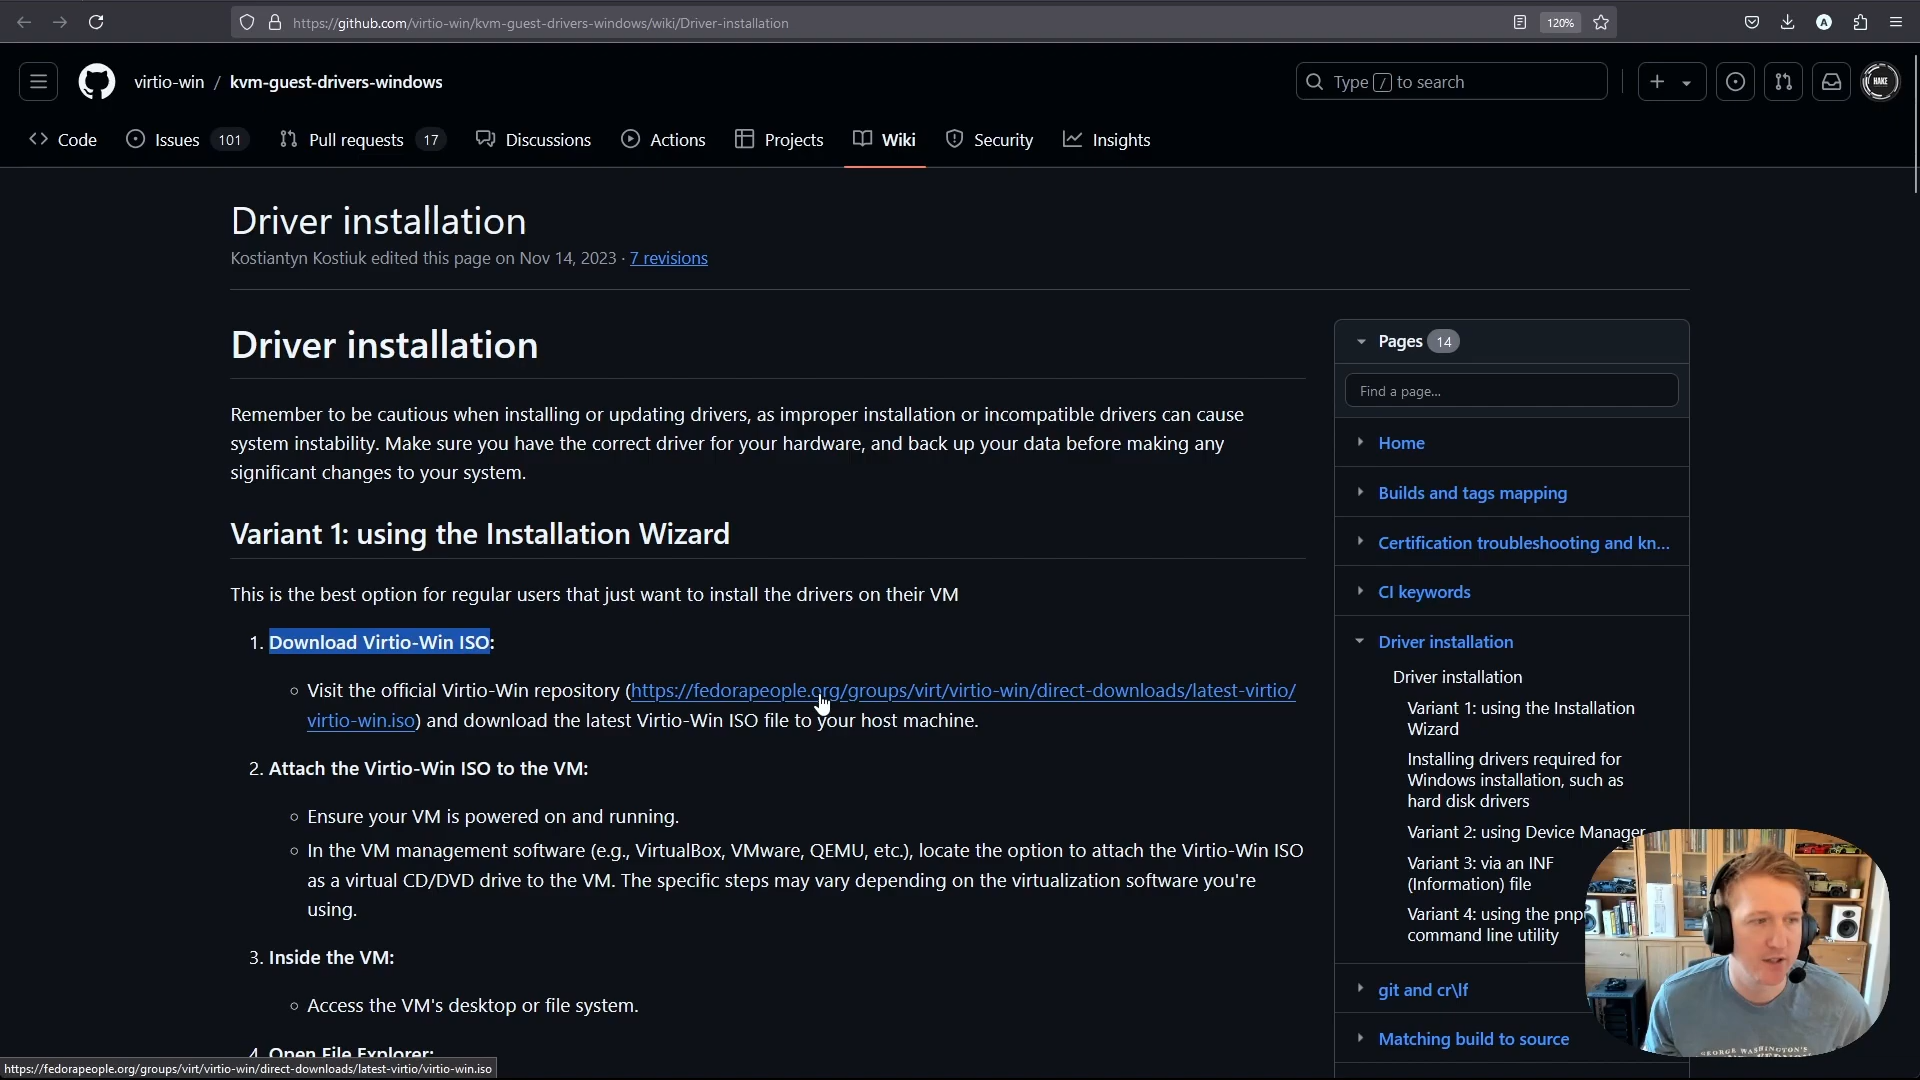 https://github.com/virtio-win/kvm-guest-drivers-windows/wiki/Driver-installation
120%
A
virtio-win / kvm-guest-drivers-windows
Type / to search
HAKE
Code
Issues 101
Pull requests 17
Discussions
Actions
Projects
Wiki
Security
Insights
Driver installation
Kostiantyn Kostiuk edited this page on Nov 14, 2023 · 7 revisions
Driver installation
Remember to be cautious when installing or updating drivers, as improper installation or incompatible drivers can cause
system instability. Make sure you have the correct driver for your hardware, and back up your data before making any
significant changes to your system.
Variant 1: using the Installation Wizard
This is the best option for regular users that just want to install the drivers on their VM
1. Download Virtio-Win ISO:
Visit the official Virtio-Win repository (https://fedorapeople.org/groups/virt/virtio-win/direct-downloads/latest-virtio/
virtio-win.iso) and download the latest Virtio-Win ISO file to your host machine.
2. Attach the Virtio-Win ISO to the VM:
Ensure your VM is powered on and running.
In the VM management software (e.g., VirtualBox, VMware, QEMU, etc.), locate the option to attach the Virtio-Win ISO
as a virtual CD/DVD drive to the VM. The specific steps may vary depending on the virtualization software you're
using.
3. Inside the VM:
Access the VM's desktop or file system.
4. Open File Explorer:
Pages 14
Find a page...
Home
Builds and tags mapping
Certification troubleshooting and kn...
CI keywords
Driver installation
Driver installation
Variant 1: using the Installation
Wizard
Installing drivers required for
Windows installation, such as
hard disk drivers
Variant 2: using Device Manager
Variant 3: via an INF
(Information) file
Variant 4: using the pnp
command line utility
git and cr\lf
Matching build to source
GEORGE WASHINGTON'S
https://fedorapeople.org/groups/virt/virtio-win/direct-downloads/latest-virtio/virtio-win.iso